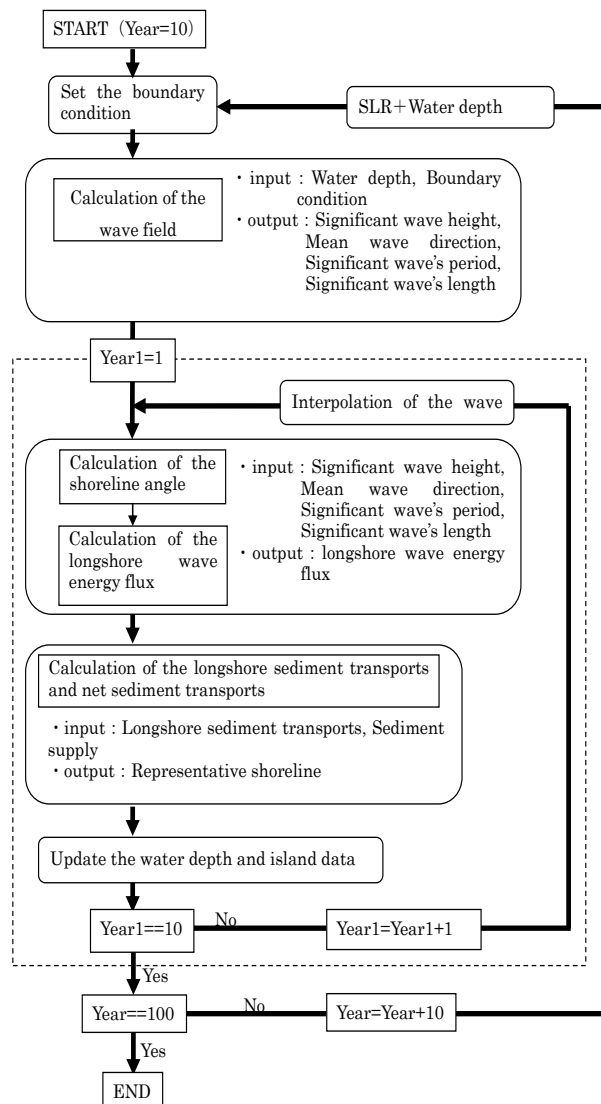 START (Year=10)
Set the boundary
condition
SLR＋Water depth
Calculation of the
wave field
・input : Water depth, Boundary
condition
・output : Significant wave height,
Mean wave direction,
Significant wave's period,
Significant wave's length
Year1=1
Interpolation of the wave
Calculation of the
shoreline angle
Calculation of the
longshore wave
energy flux
・input : Significant wave height,
Mean wave direction,
Significant wave's period,
Significant wave's length
・output : longshore wave energy
flux
Calculation of the longshore sediment transports
and net sediment transports
・input : Longshore sediment transports, Sediment
supply
・output : Representative shoreline
Update the water depth and island data
Year1==10
No
Year1=Year1+1
Yes
Year==100
No
Year=Year+10
Yes
END